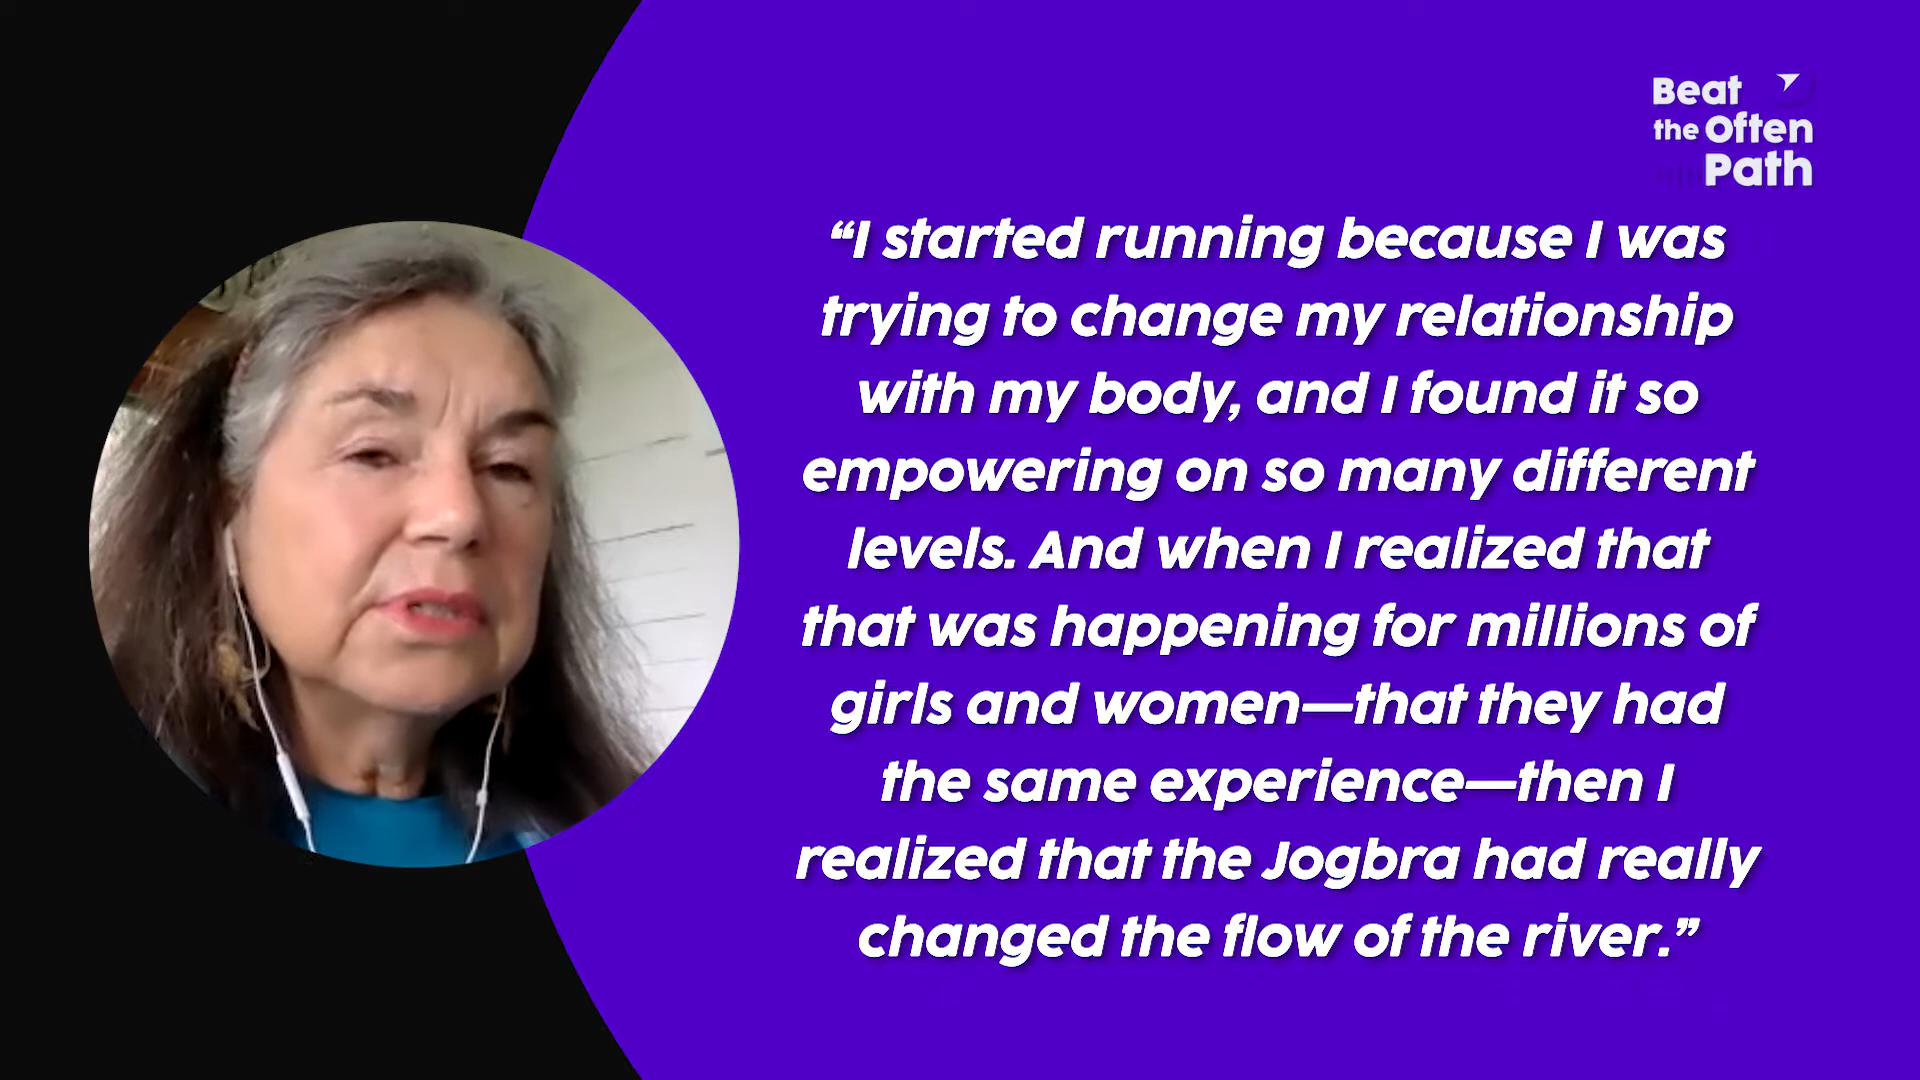 Beat
the Often
Path
“I started running because I was
trying to change my relationship
with my body, and I found it so
empowering on so many different
levels. And when I realized that
that was happening for millions of
girls and women—that they had
the same experience—then I
realized that the Jogbra had really
changed the flow of the river.”